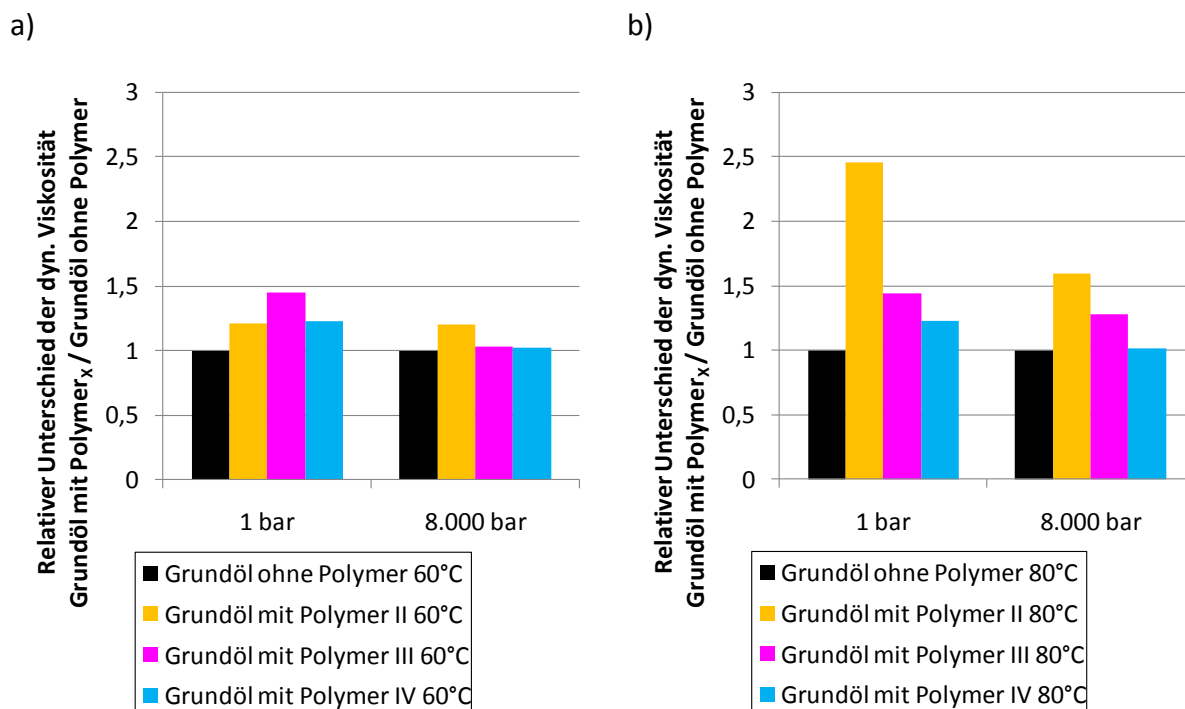 a)
Relativer Unterschied der dyn. Viskosität
Grundöl mit Polymerx / Grundöl ohne Polymer
3
2,5
2
1,5
1
0,5
0
1 bar
8.000 bar
Grundöl ohne Polymer 60°C
Grundöl mit Polymer II 60°C
Grundöl mit Polymer III 60°C
Grundöl mit Polymer IV 60°C
b)
Relativer Unterschied der dyn. Viskosität
Grundöl mit Polymerx / Grundöl ohne Polymer
3
2,5
2
1,5
1
0,5
0
1 bar
8.000 bar
Grundöl ohne Polymer 80°C
Grundöl mit Polymer II 80°C
Grundöl mit Polymer III 80°C
Grundöl mit Polymer IV 80°C